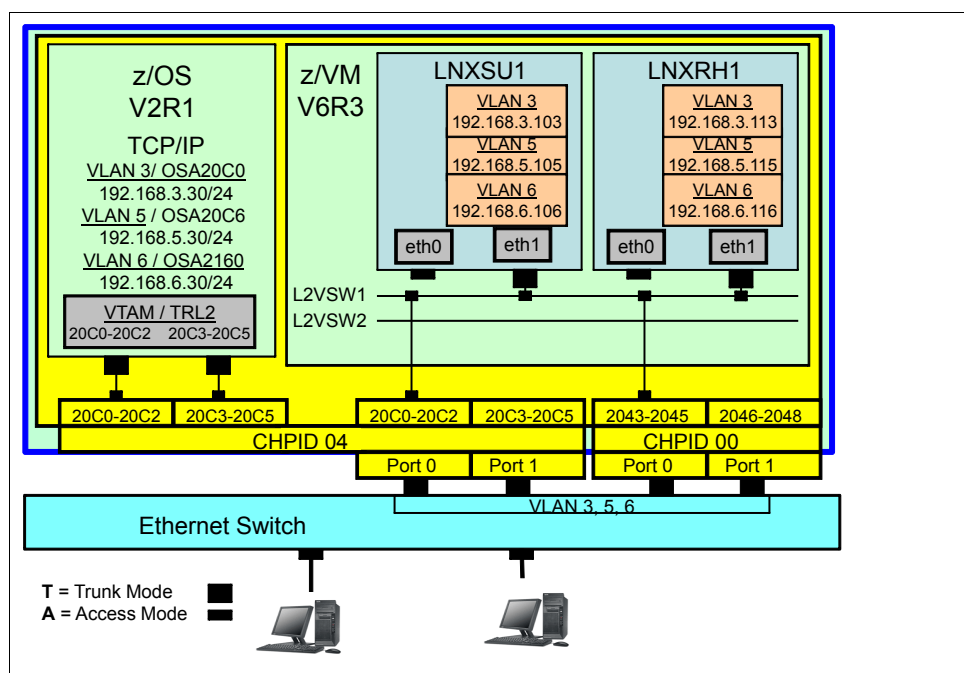 z/OS
V2R1
TCP/IP
VLAN 3/ OSA20C0
192.168.3.30/24
VLAN 5 / OSA20C6
192.168.5.30/24
VLAN 6 / OSA2160
192.168.6.30/24
VTAM / TRL2
20C0-20C2 20C3-20C5
z/VM
V6R3
LNXSU1
VLAN 3
192.168.3.103
VLAN 5
192.168.5.105
VLAN 6
192.168.6.106
eth0 eth1
LNXRH1
VLAN 3
192.168.3.113
VLAN 5
192.168.5.115
VLAN 6
192.168.6.116
eth0 eth1
L2VSW1
L2VSW2
20C0-20C2 20C3-20C5 20C0-20C2 20C3-20C5 2043-2045 2046-2048
CHPID 04 CHPID 00
Port 0 Port 1 Port 0 Port 1
VLAN 3, 5, 6
Ethernet Switch
T = Trunk Mode
A = Access Mode